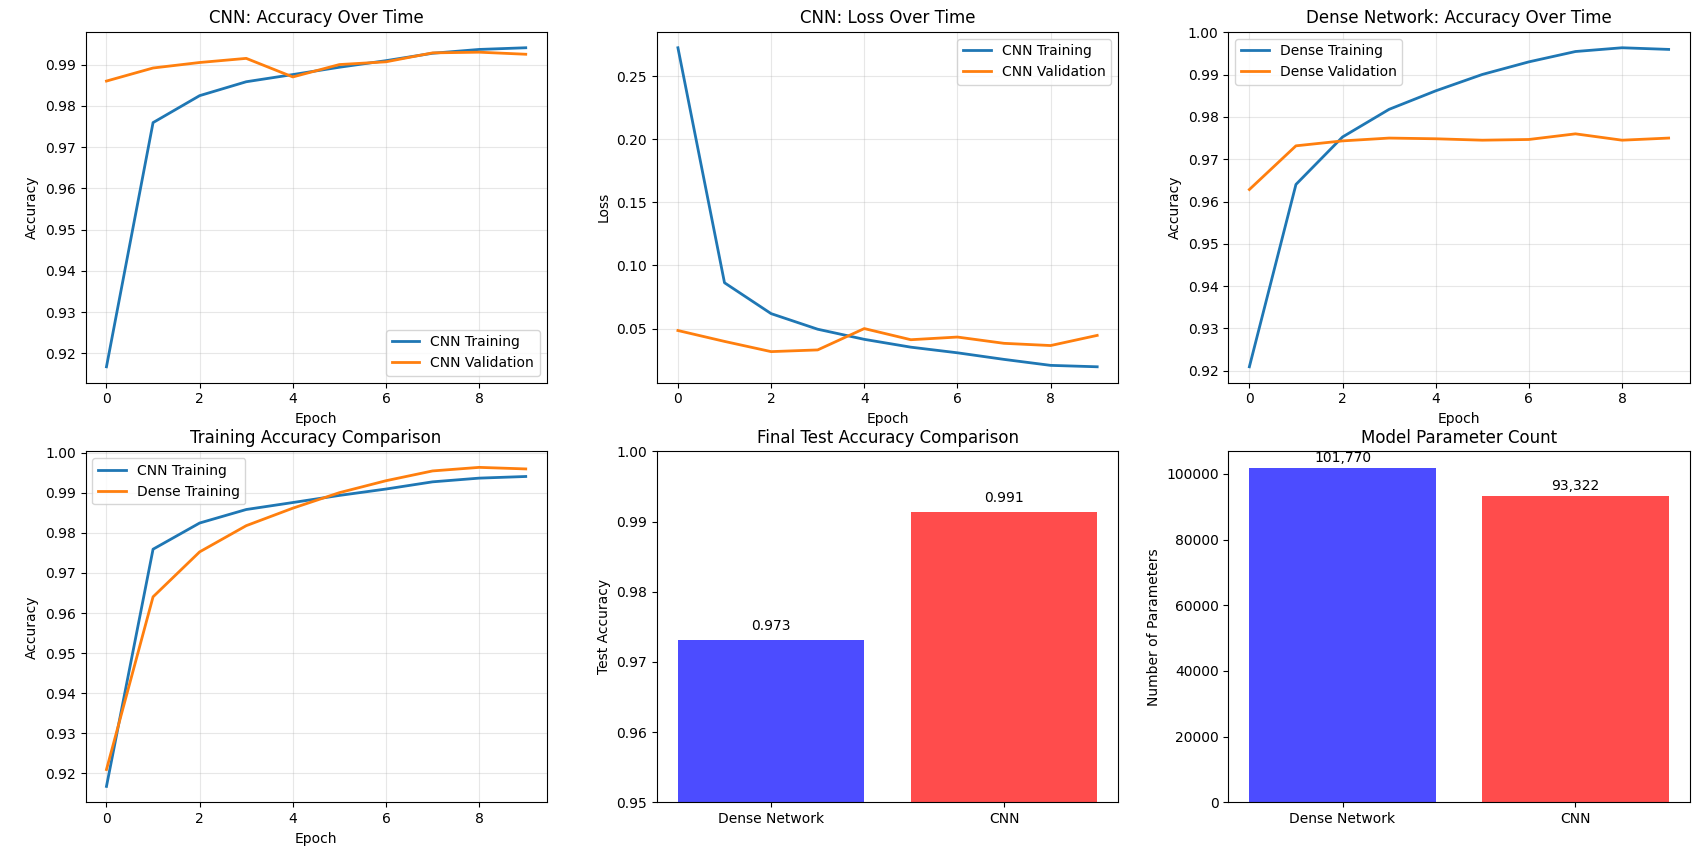 CNN: Accuracy Over Time
0.99
0.98
0.97
0.96
0.95
0.94
0.93
0.92
Accuracy
CNN Training
CNN Validation
0 2 4 6 8
Epoch
CNN: Loss Over Time
0.25
0.20
0.15
0.10
0.05
Loss
CNN Training
CNN Validation
0 2 4 6 8
Epoch
Dense Network: Accuracy Over Time
1.00
0.99
0.98
0.97
0.96
0.95
0.94
0.93
0.92
Accuracy
Dense Training
Dense Validation
0 2 4 6 8
Epoch
Training Accuracy Comparison
1.00
0.99
0.98
0.97
0.96
0.95
0.94
0.93
0.92
Accuracy
CNN Training
Dense Training
0 2 4 6 8
Epoch
Final Test Accuracy Comparison
1.00
0.99
0.98
0.97
0.96
0.95
Test Accuracy
0.973
0.991
Dense Network CNN
Model Parameter Count
100000
80000
60000
40000
20000
0
Number of Parameters
101,770
93,322
Dense Network CNN